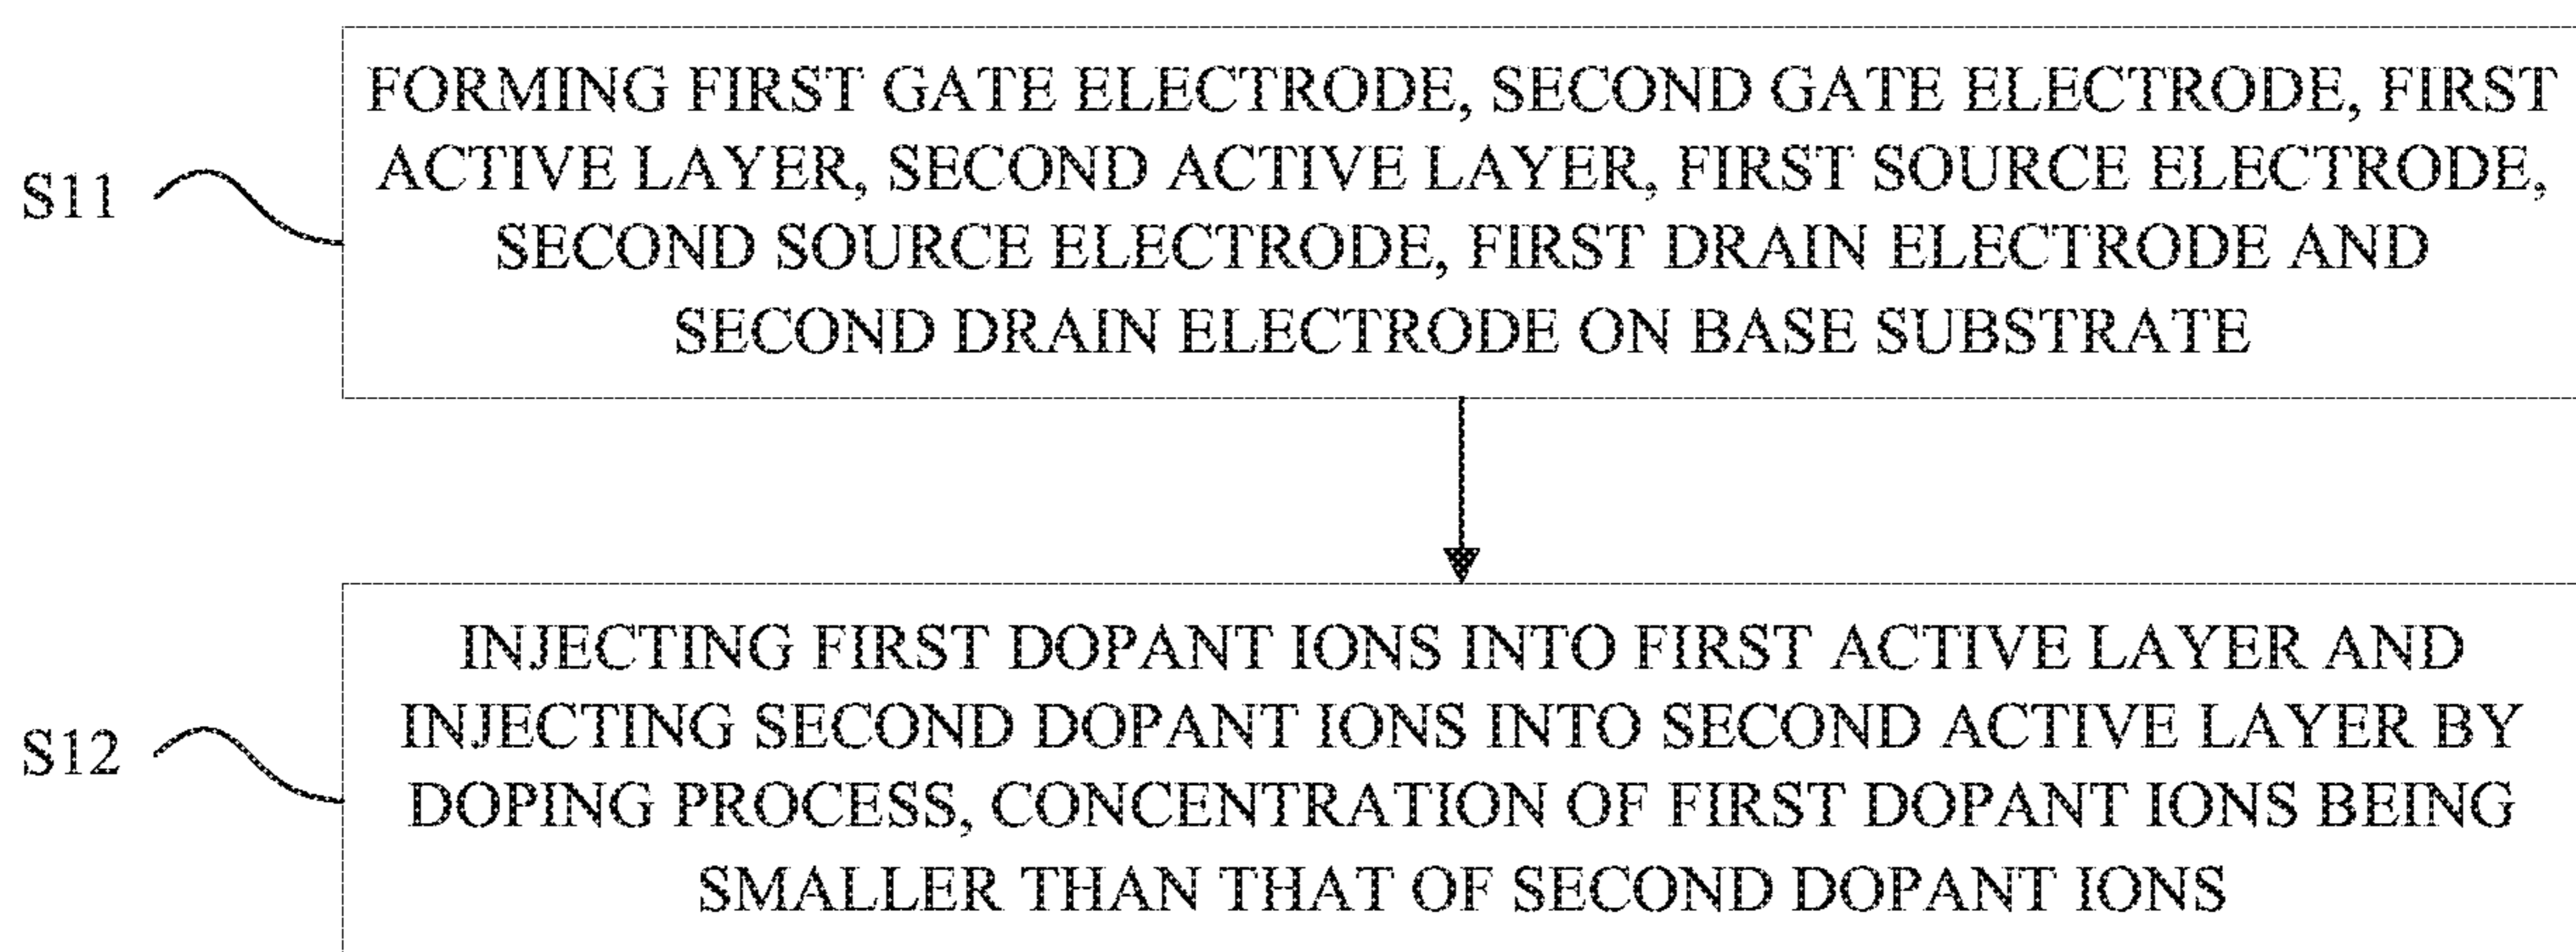 FORMING FIRST GATE ELECTRODE, SECOND GATE ELECTRODE, FIRST
ACTIVE LAYER, SECOND ACTIVE LAYER, FIRST SOURCE ELECTRODE,
S11
SECOND SOURCE ELECTRODE, FIRST DRAIN ELECTRODE AND
SECOND DRAIN ELECTRODE ON BASE SUBSTRATE
INJECTING FIRST DOPANT IONS INTO FIRST ACTIVE LAYER AND
INJECTING SECOND DOPANT IONS INTO SECOND ACTIVE LAYER BY
S12
DOPING PROCESS, CONCENTRATION OF FIRST DOPANT IONS BEING
SMALLER THAN THAT OF SECOND DOPANT IONS